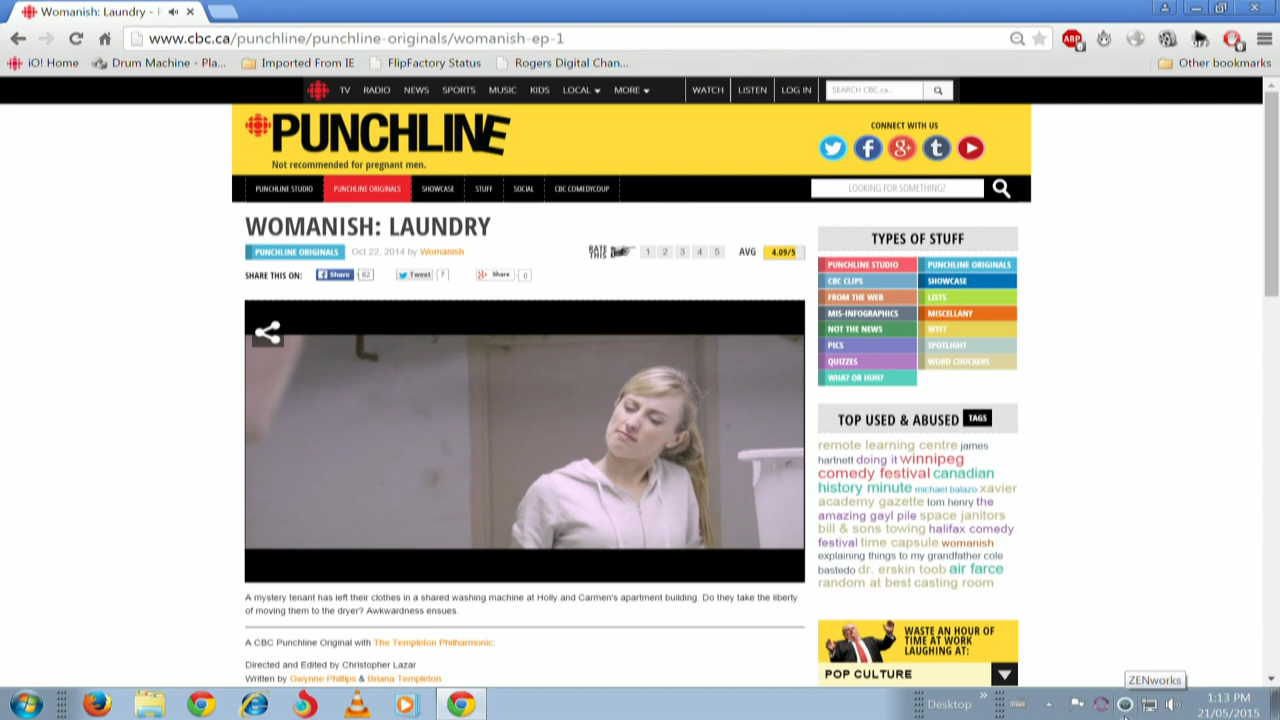 Womanish: Laundry - F
www.cbc.ca/punchline/punchline-originals/womanish-ep-1
ABP
iO! Home
Drum Machine - Pla...
Imported From IE
FlipFactory Status
Rogers Digital Chan...
Other bookmarks
TV RADIO NEWS SPORTS MUSIC KIDS LOCAL MORE WATCH LISTEN LOG IN SEARCH CBC.ca...
PUNCHLINE
Not recommended for pregnant men.
CONNECT WITH US
PUNCHLINE STUDIO PUNCHLINE ORIGINALS SHOWCASE STUFF SOCIAL CBC COMEDYCOUP LOOKING FOR SOMETHING?
WOMANISH: LAUNDRY
PUNCHLINE ORIGINALS Oct 22, 2014 by Womanish
RATE THIS 1 2 3 4 5 AVG 4.09/5
SHARE THIS ON: Share 62 Tweet 7 Share 0
A mystery tenant has left their clothes in a shared washing machine at Holly and Carmen's apartment building. Do they take the liberty
of moving them to the dryer? Awkwardness ensues.
A CBC Punchline Original with The Templeton Philharmonic:
Directed and Edited by Christopher Lazar
Written by Gwynne Phillips & Briana Templeton
TYPES OF STUFF
PUNCHLINE STUDIO PUNCHLINE ORIGINALS
CBC CLIPS SHOWCASE
FROM THE WEB LISTS
MIS-INFOGRAPHICS MISCELLANY
NOT THE NEWS WTF?
PICS SPOTLIGHT
QUIZZES WORD CHUCKERS
WHA? OR HUH?
TOP USED & ABUSED TAGS
remote learning centre james
hartnett doing it winnipeg
comedy festival canadian
history minute michael balazo xavier
academy gazette tom henry the
amazing gayl pile space janitors
bill & sons towing halifax comedy
festival time capsule womanish
explaining things to my grandfather cole
bastedo dr. erskin toob air farce
random at best casting room
WASTE AN HOUR OF
TIME AT WORK
LAUGHING AT:
POP CULTURE
ZENworks
Desktop
1:13 PM
21/05/2015